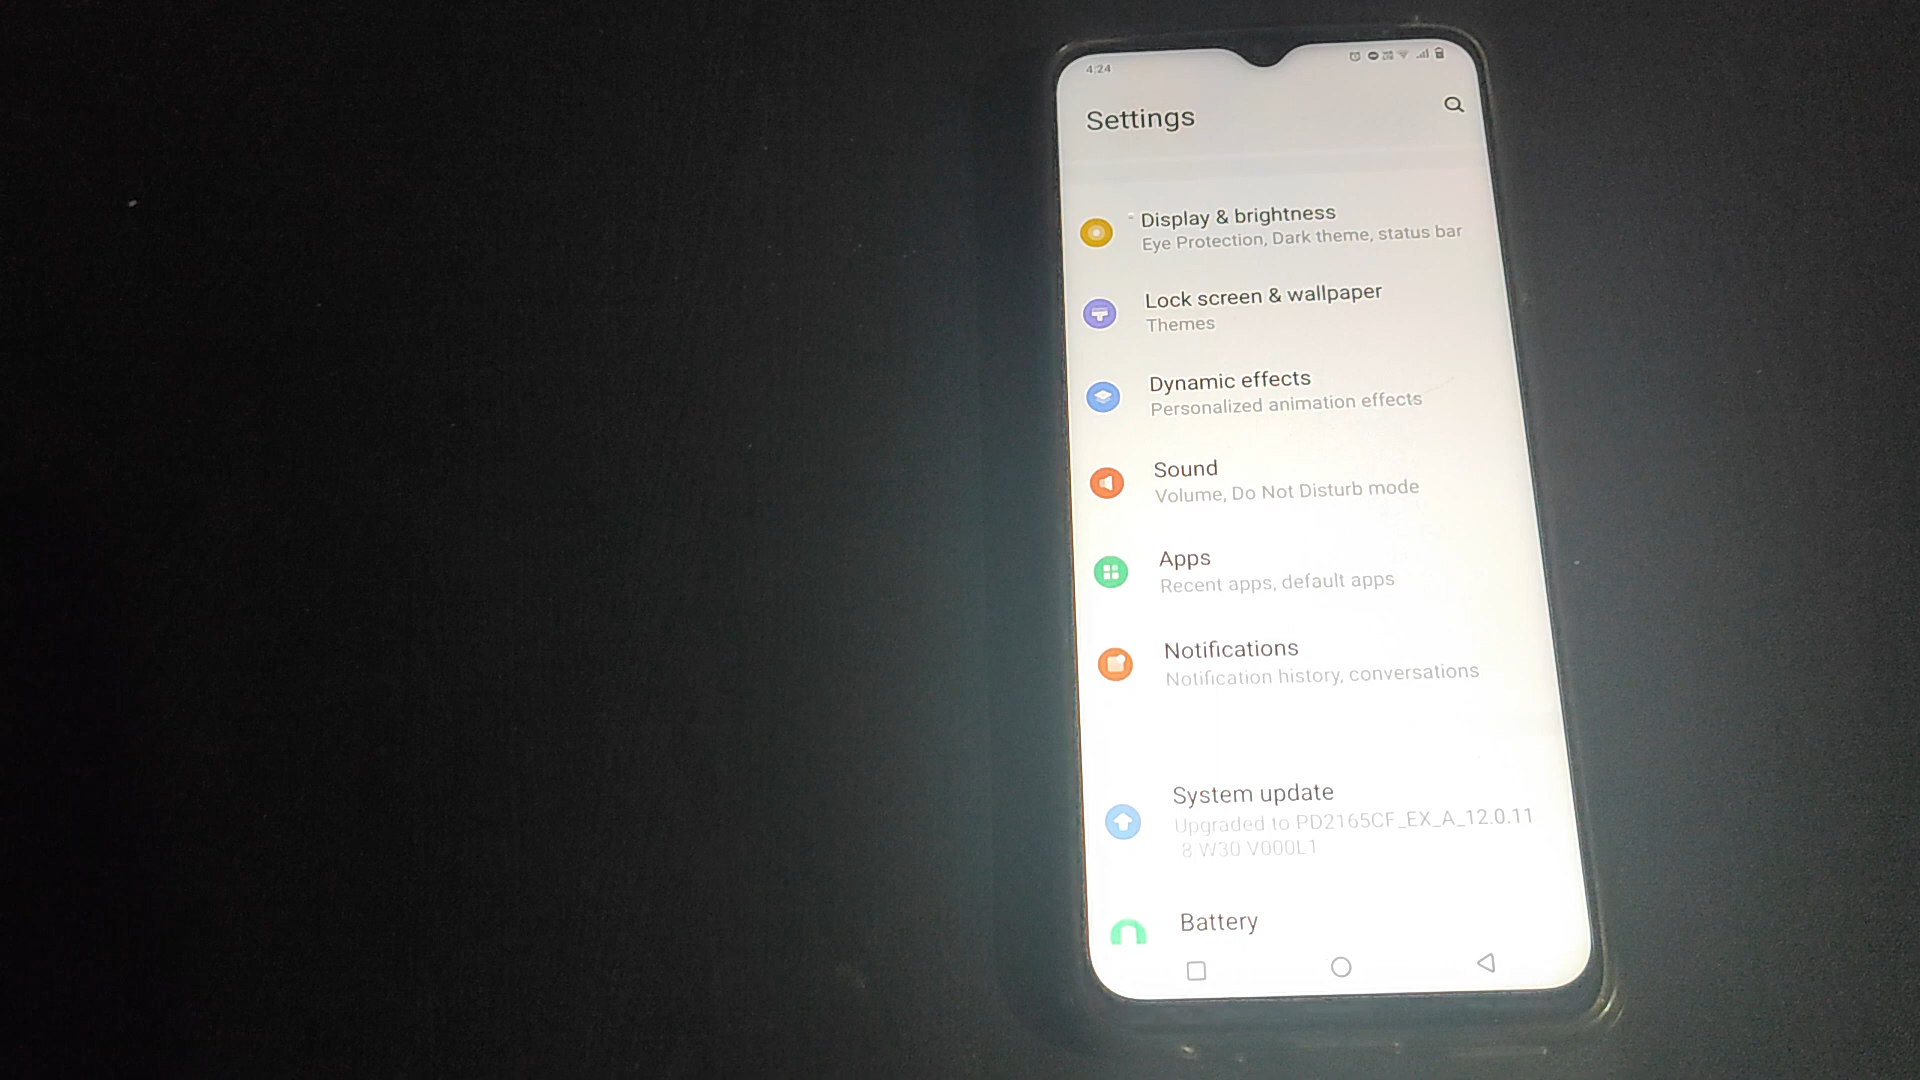 4:24
Settings
Display & brightness
Eye Protection, Dark theme, status bar
Lock screen & wallpaper
Themes
Dynamic effects
Personalized animation effects
Sound
Volume, Do Not Disturb mode
Apps
Recent apps, default apps
Notifications
Notification history, conversations
System update
Upgraded to PD2165CF_EX_A_12.0.11
8 W30 V000L1
Battery